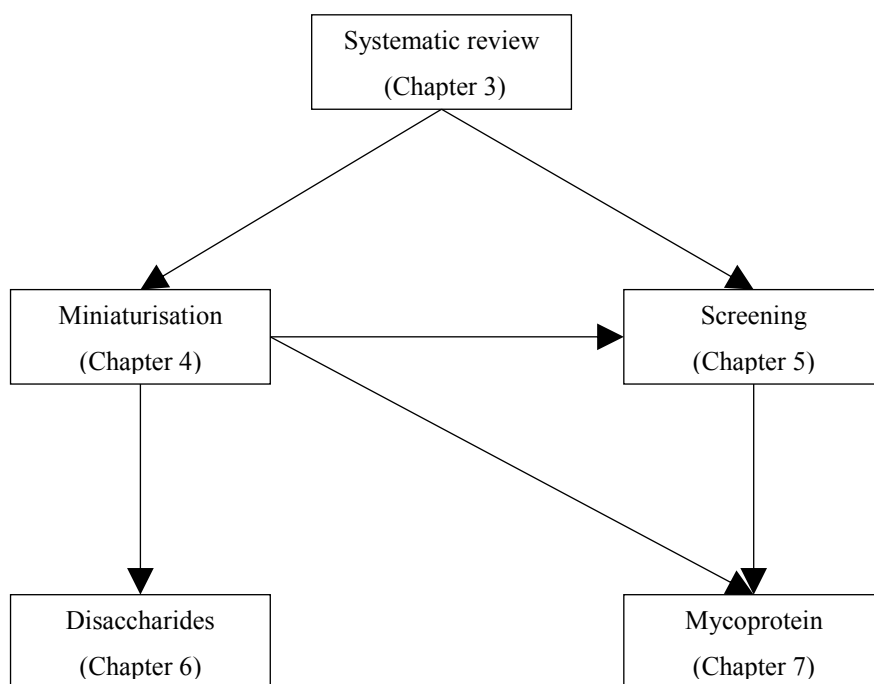 Systematic review
(Chapter 3)
Miniaturisation
(Chapter 4)
Screening
(Chapter 5)
Disaccharides
(Chapter 6)
Mycoprotein
(Chapter 7)